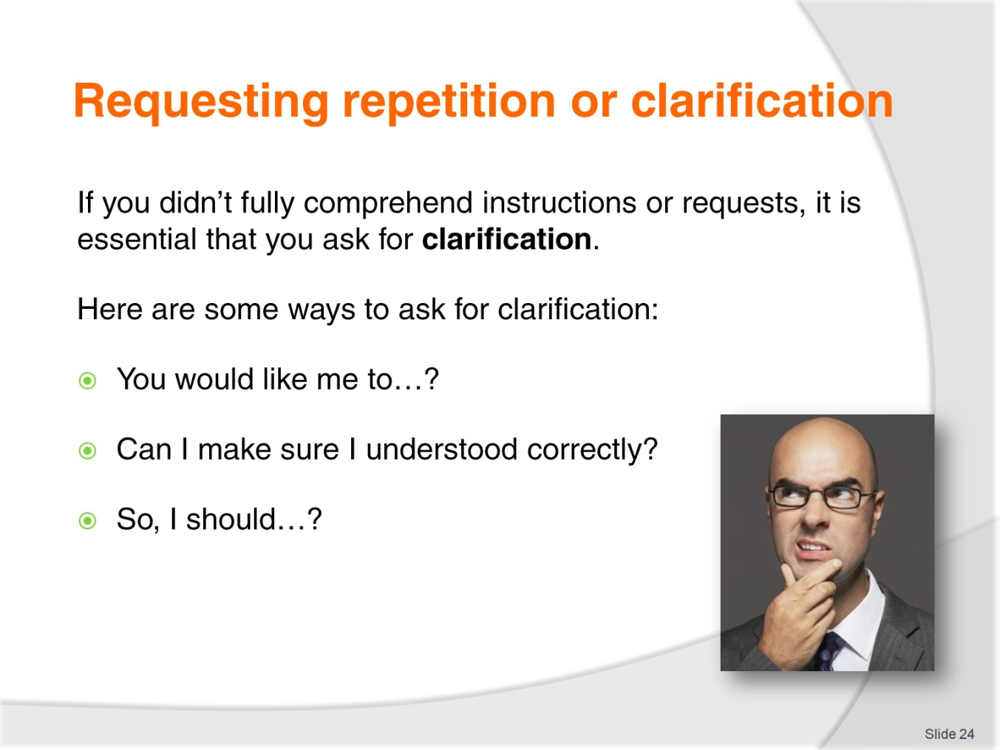 Requesting repetition or clarification
If you didn’t fully comprehend instructions or requests, it is
essential that you ask for clarification.
Here are some ways to ask for clarification:
You would like me to…?
Can I make sure I understood correctly?
So, I should…?
Slide 24